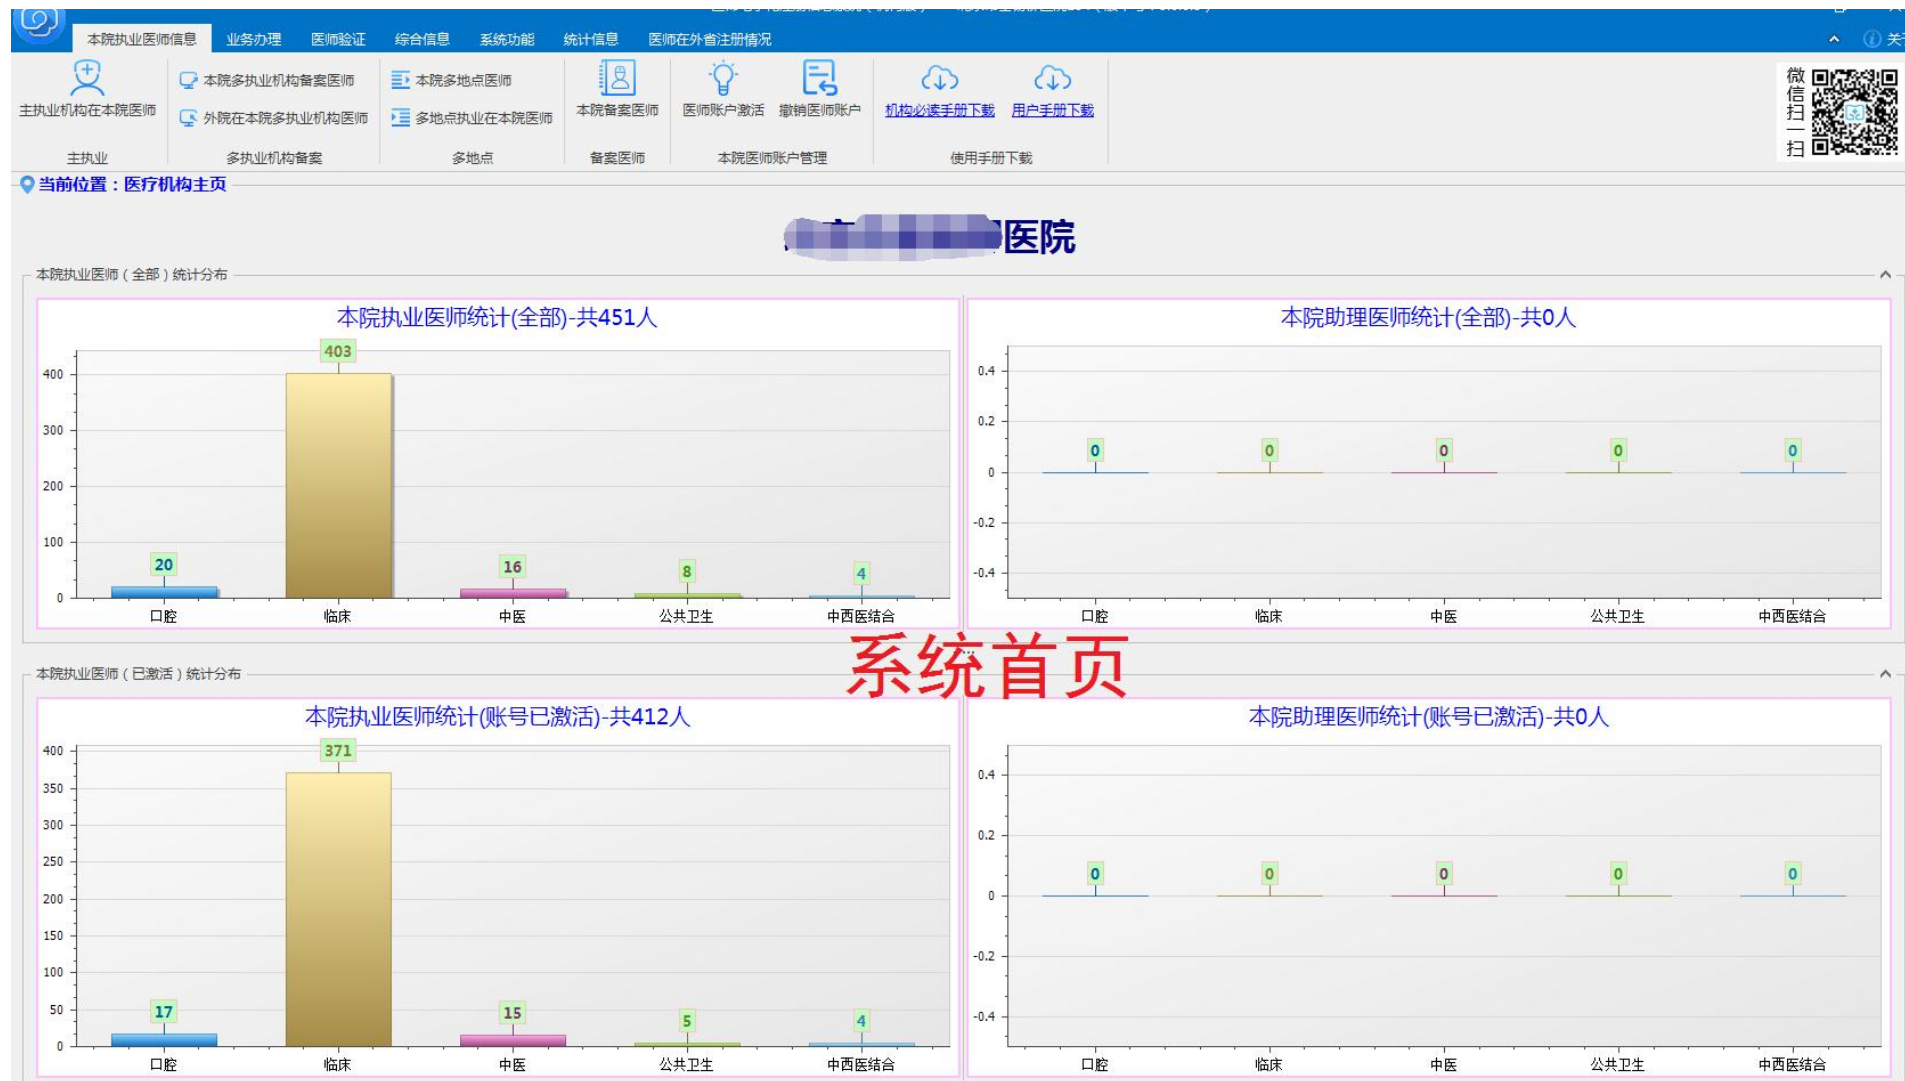 本院执业医师信息 业务办理 医师验证 综合信息 系统功能 统计信息 医师在外省注册情况
主执业机构在本院医师
本院多执业机构备案医师
外院在本院多执业机构医师
本院多地点医师
多地点执业在本院医师
本院备案医师
医师账户激活 撤销医师账户
机构必读手册下载 用户手册下载
微信扫一扫
主执业 多执业机构备案 多地点 备案医师 本院医师账户管理 使用手册下载
当前位置：医疗机构主页
医院
本院执业医师（全部）统计分布
本院执业医师统计(全部)-共451人
400
300
200
100
0
20 403 16 8 4
口腔 临床 中医 公共卫生 中西医结合
本院助理医师统计(全部)-共0人
0.4
0.2
0
-0.2
-0.4
0 0 0 0 0
口腔 临床 中医 公共卫生 中西医结合
系统首页
本院执业医师（已激活）统计分布
本院执业医师统计(账号已激活)-共412人
400
350
300
250
200
150
100
50
0
17 371 15 5 4
口腔 临床 中医 公共卫生 中西医结合
本院助理医师统计(账号已激活)-共0人
0.4
0.2
0
-0.2
-0.4
0 0 0 0 0
口腔 临床 中医 公共卫生 中西医结合